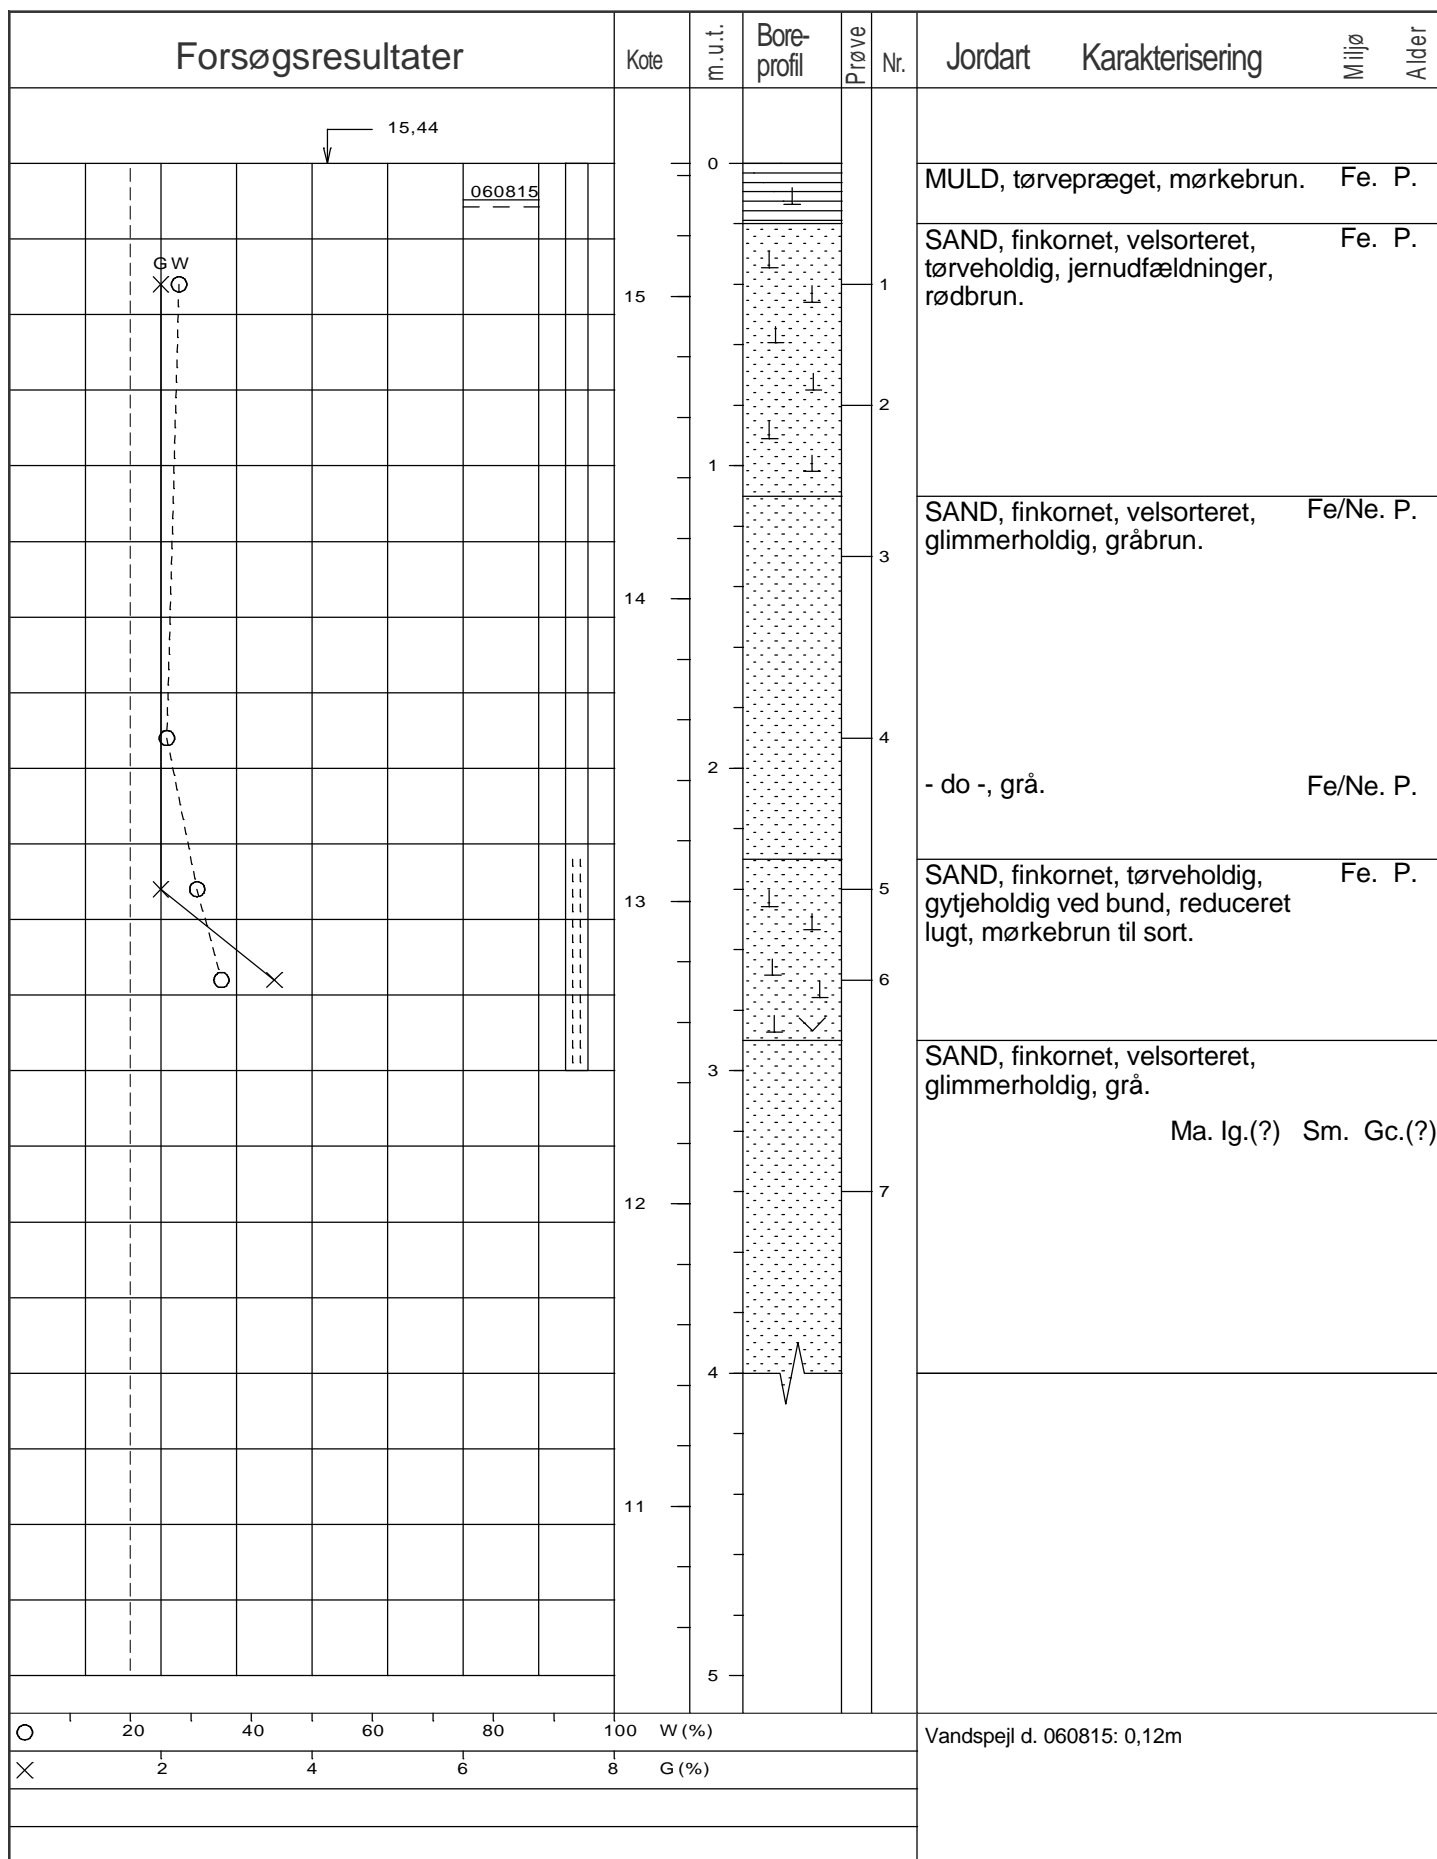 Forsøgsresultater Kote m.u.t. Bore-profil Prøve Nr. Jordart Karakterisering Miljø Alder
15,44
0
MULD, tørvepræget, mørkebrun. Fe. P.
060815
SAND, finkornet, velsorteret, Fe. P.
tørveholdig, jernudfældninger,
rødbrun.
G W
1
15
2
1
SAND, finkornet, velsorteret, Fe/Ne. P.
glimmerholdig, gråbrun.
3
14
4
2
- do -, grå. Fe/Ne. P.
SAND, finkornet, tørveholdig, Fe. P.
gytjeholdig ved bund, reduceret
lugt, mørkebrun til sort.
5
13
6
SAND, finkornet, velsorteret,
glimmerholdig, grå.
3
Ma. Ig.(?) Sm. Gc.(?)
7
12
4
11
5
20 40 60 80 100 W (%)
Vandspejl d. 060815: 0,12m
2 4 6 8 G (%)